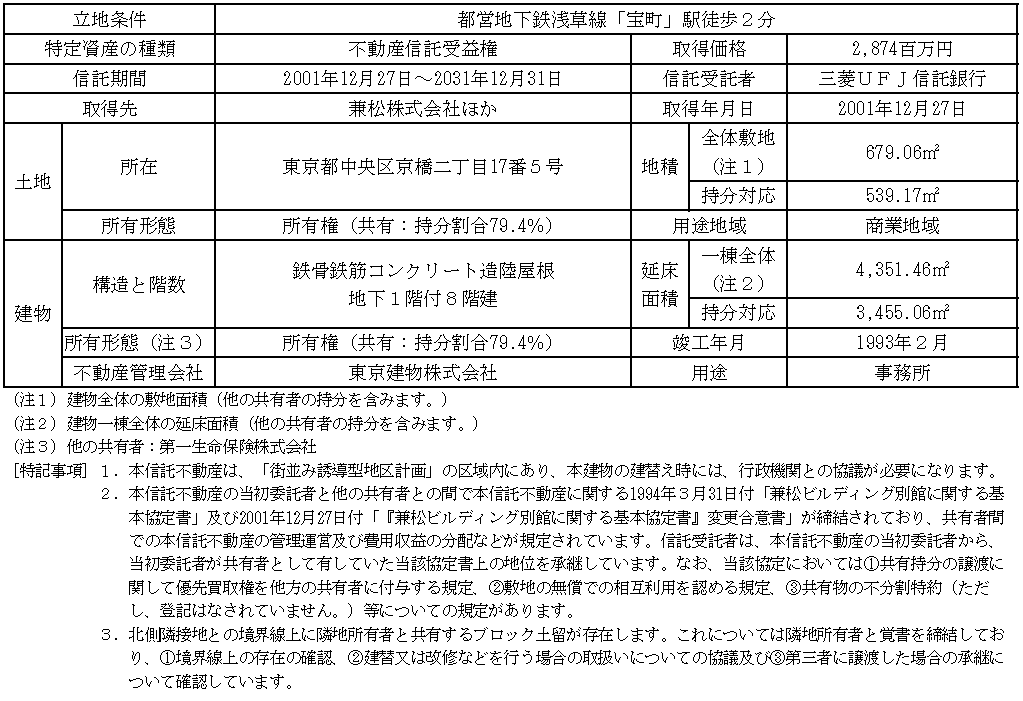 立地条件 都営地下鉄浅草線「宝町」駅徒歩２分
特定資産の種類 不動産信託受益権 取得価格 2,874百万円
信託期間 2001年12月27日～2031年12月31日 信託受託者 三菱ＵＦＪ信託銀行
取得先 兼松株式会社ほか 取得年月日 2001年12月27日
土地 所在 東京都中央区京橋二丁目17番５号 地積 全体敷地（注１） 679.06㎡
持分対応 539.17㎡
所有形態 所有権（共有：持分割合79.4%） 用途地域 商業地域
建物 構造と階数 鉄骨鉄筋コンクリート造陸屋根 延床面積 一棟全体（注２） 4,351.46㎡
地下１階付８階建
持分対応 3,455.06㎡
所有形態（注３） 所有権（共有：持分割合79.4%） 竣工年月 1993年２月
不動産管理会社 東京建物株式会社 用途 事務所
（注１）建物全体の敷地面積（他の共有者の持分を含みます。）
（注２）建物一棟全体の延床面積（他の共有者の持分を含みます。）
（注３）他の共有者：第一生命保険株式会社
[特記事項] １．本信託不動産は、「街並み誘導型地区計画」の区域内にあり、本建物の建替え時には、行政機関との協議が必要になります。
２．本信託不動産の当初委託者と他の共有者との間で本信託不動産に関する1994年３月31日付「兼松ビルディング別館に関する基
本協定書」及び2001年12月27日付「『兼松ビルディング別館に関する基本協定書』変更合意書」が締結されており、共有者間
での本信託不動産の管理運営及び費用収益の分配などが規定されています。信託受託者は、本信託不動産の当初委託者から、
当初委託者が共有者として有していた当該協定書上の地位を承継しています。なお、当該協定においては①共有持分の譲渡に
関して優先買取権を他方の共有者に付与する規定、②敷地の無償での相互利用を認める規定、③共有物の不分割特約（ただ
し、登記はなされていません。）等についての規定があります。
３．北側隣接地との境界線上に隣地所有者と共有するブロック土留が存在します。これについては隣地所有者と覚書を締結してお
り、①境界線上の存在の確認、②建替又は改修などを行う場合の取扱いについての協議及び③第三者に譲渡した場合の承継に
ついて確認しています。